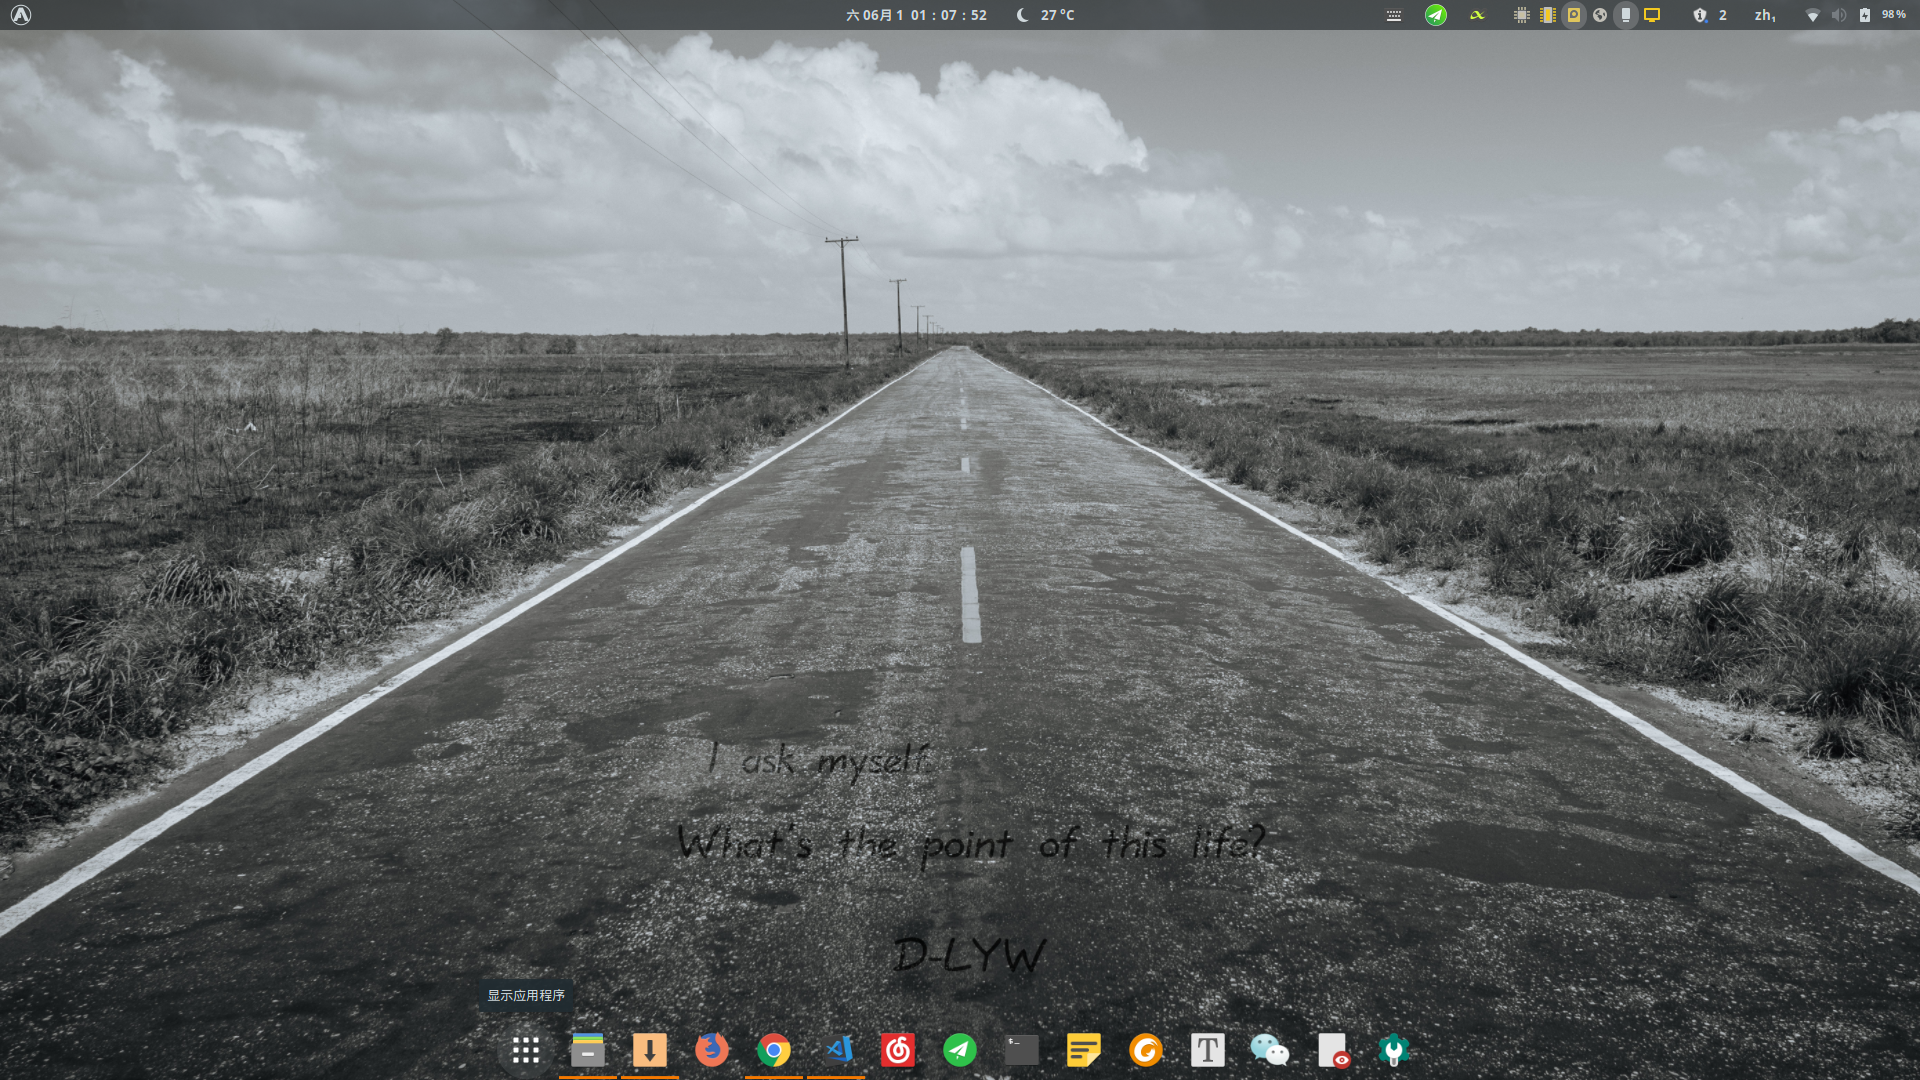 六 06月 1 01 : 07 : 52
27 °C
2
zh₁
98 %
I ask myself:
What's the point of this life?
D-LYW
显示应用程序
$_
T